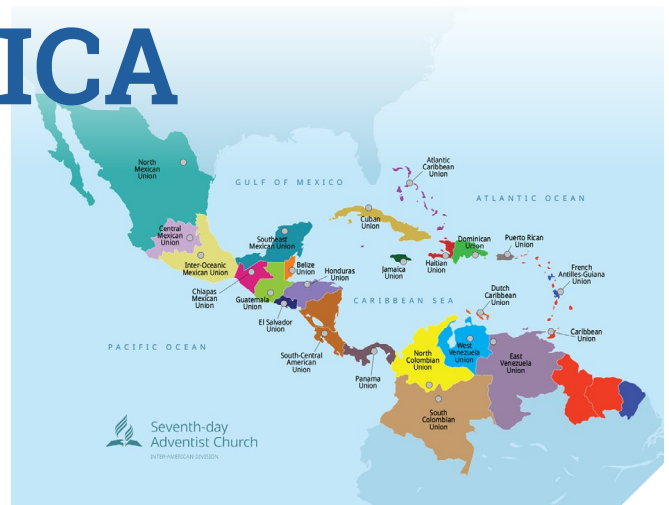 ICA
North
Mexican
Union
GULF OF MEXICO
Atlantic
Caribbean
Union
ATLANTIC OCEAN
Cuban
Union
Central
Mexican
Union
Southeast
Mexican Union
Dominican
Union
Puerto Rican
Union
Inter-Oceanic
Mexican Union
Belize
Union
Honduras
Union
Jamaica
Union
Haitian
Union
French
Antilles-Guiana
Union
Chiapas
Mexican
Union
Guatemala
Union
CARIBBEAN SEA
Dutch
Caribbean
Union
El Salvador
Union
Caribbean
Union
PACIFIC OCEAN
South-Central
American
Union
Panama
Union
North
Colombian
Union
West
Venezuela
Union
East
Venezuela
Union
South
Colombian
Union
Seventh-day
Adventist Church
INTER-AMERICAN DIVISION